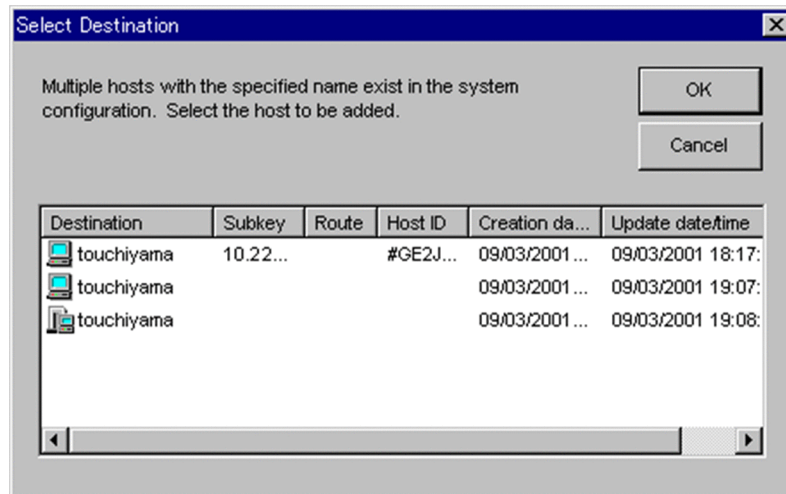 Select Destination
Multiple hosts with the specified name exist in the system
configuration. Select the host to be added.
OK
Cancel
Destination Subkey Route Host ID Creation da... Update date/time
touchiyama 10.22... #GE2J... 09/03/2001... 09/03/2001 18:17:
touchiyama 09/03/2001... 09/03/2001 19:07:
touchiyama 09/03/2001... 09/03/2001 19:08: